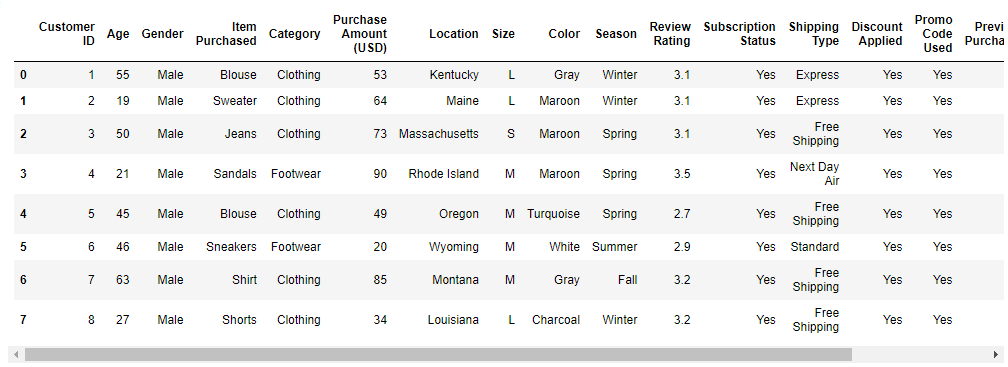 Customer ID Age Gender Item Purchased Category Purchase Amount (USD) Location Size Color Season Review Rating Subscription Status Shipping Type Discount Applied Promo Code Used Previ Purcha
0 1 55 Male Blouse Clothing 53 Kentucky L Gray Winter 3.1 Yes Express Yes Yes
1 2 19 Male Sweater Clothing 64 Maine L Maroon Winter 3.1 Yes Express Yes Yes
2 3 50 Male Jeans Clothing 73 Massachusetts S Maroon Spring 3.1 Yes Free Shipping Yes Yes
3 4 21 Male Sandals Footwear 90 Rhode Island M Maroon Spring 3.5 Yes Next Day Air Yes Yes
4 5 45 Male Blouse Clothing 49 Oregon M Turquoise Spring 2.7 Yes Free Shipping Yes Yes
5 6 46 Male Sneakers Footwear 20 Wyoming M White Summer 2.9 Yes Standard Yes Yes
6 7 63 Male Shirt Clothing 85 Montana M Gray Fall 3.2 Yes Free Shipping Yes Yes
7 8 27 Male Shorts Clothing 34 Louisiana L Charcoal Winter 3.2 Yes Free Shipping Yes Yes